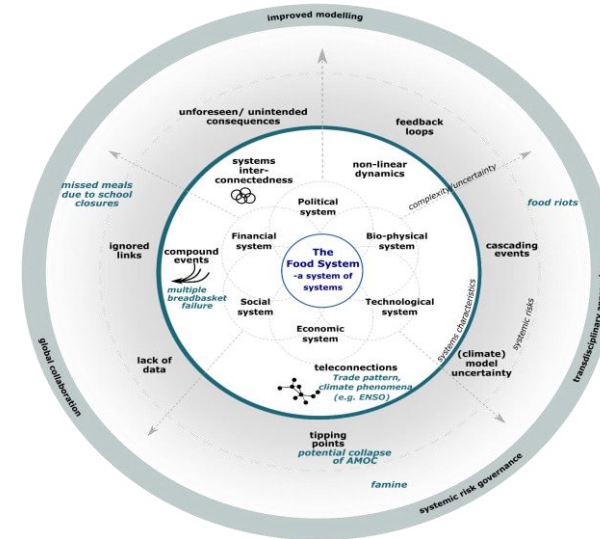 improved modelling
unforeseen/ unintended
consequences
feedback
loops
systems
inter-
connectedness
non-linear
dynamics
complexity/uncertainty
missed meals
due to school
closures
Political
system
food riots
Financial
system
Bio-physical
system
The
Food System
-a system of
systems
ignored
links
compound
events
cascading
events
multiple
breadbasket
failure
Social
system
Technological
system
systems characteristics
systemic risks
Economic
system
global collaboration
lack of
data
(climate)
model
uncertainty
teleconnections
Trade pattern,
climate phenomena
(e.g. ENSO)
tipping
points
potential collapse
of AMOC
famine
systemic risk governance
transdisciplinary